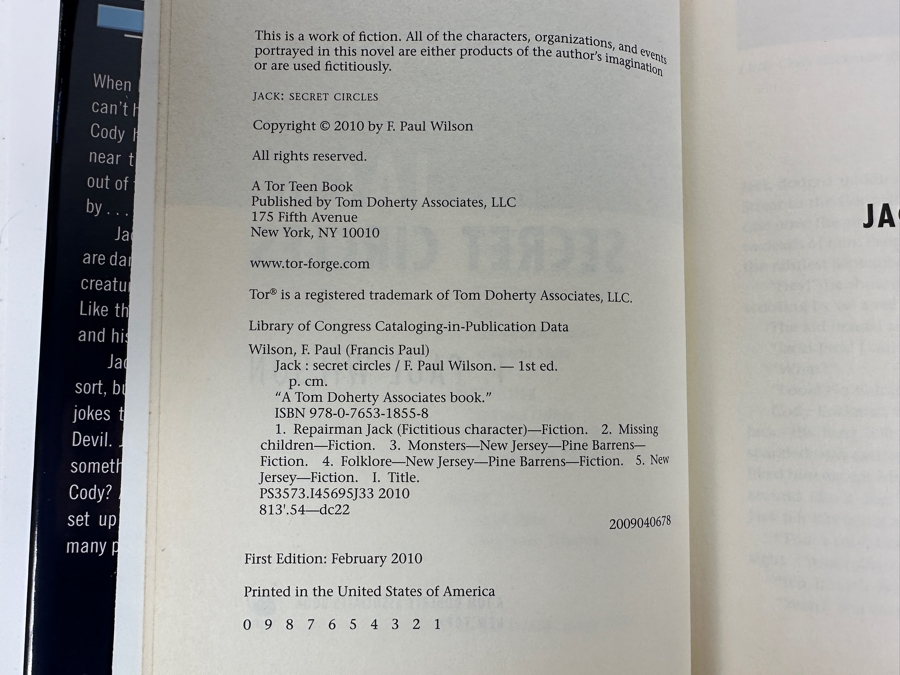 When
can't
Cody
near
out of
by . . .
are
Like
and his
sort,
jokes
Devil.
Cody?
set up
many
This is a work of fiction. All of the characters, organizations, and events
portrayed in this novel are either products of the author's imagination
or are used fictitiously.
JACK: SECRET CIRCLES
Copyright © 2010 by F. Paul Wilson
All rights reserved.
A Tor Teen Book
Published by Tom Doherty Associates, LLC
175 Fifth Avenue
New York, NY 10010
www.tor-forge.com
Tor® is a registered trademark of Tom Doherty Associates, LLC.
Library of Congress Cataloging-in-Publication Data
Wilson, F. Paul (Francis Paul)
Jack : secret circles / F. Paul Wilson. — 1st ed.
p. cm.
“A Tom Doherty Associates book.”
ISBN 978-0-7653-1855-8
1. Repairman Jack (Fictitious character)—Fiction. 2. Missing
children—Fiction. 3. Monsters—New Jersey—Pine Barrens—
Fiction. 4. Folklore—New Jersey—Pine Barrens—Fiction. 5. New
Jersey—Fiction. I. Title.
PS3573.I45695J33 2010
813'.54—dc22
2009040678
First Edition: February 2010
Printed in the United States of America
0 9 8 7 6 5 4 3 2 1